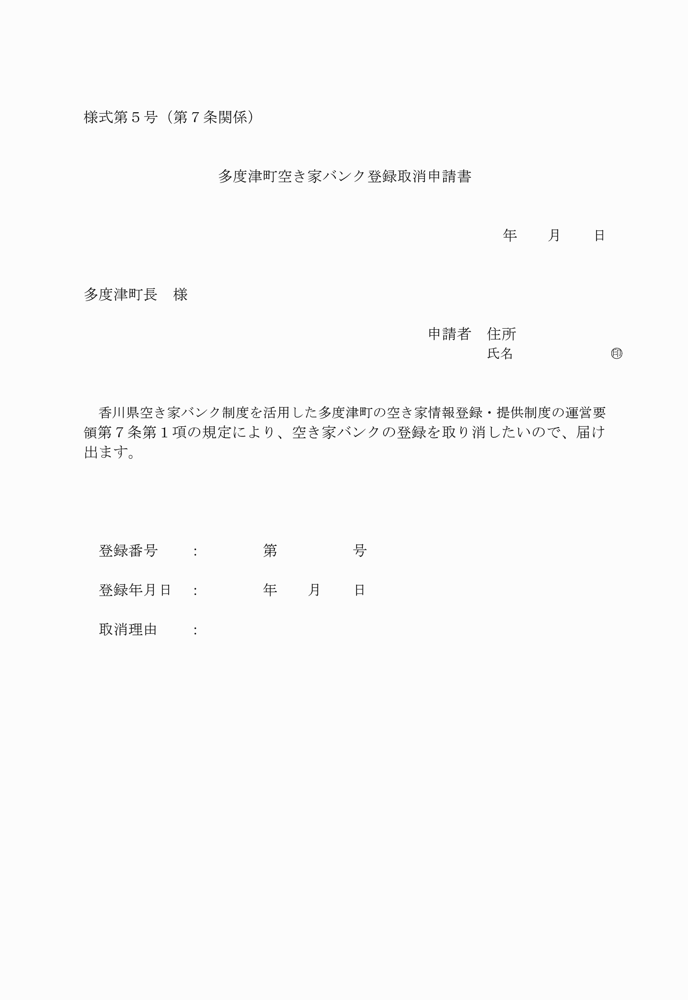 様式第５号（第７条関係）
多度津町空き家バンク登録取消申請書
年　　月　　日
多度津町長　様
申請者　住所
氏名　　　　　　　㊞
香川県空き家バンク制度を活用した多度津町の空き家情報登録・提供制度の運営要
領第７条第１項の規定により、空き家バンクの登録を取り消したいので、届け
出ます。
登録番号　　：　　　　第　　　　　号
登録年月日　：　　　　年　　月　　日
取消理由　　：